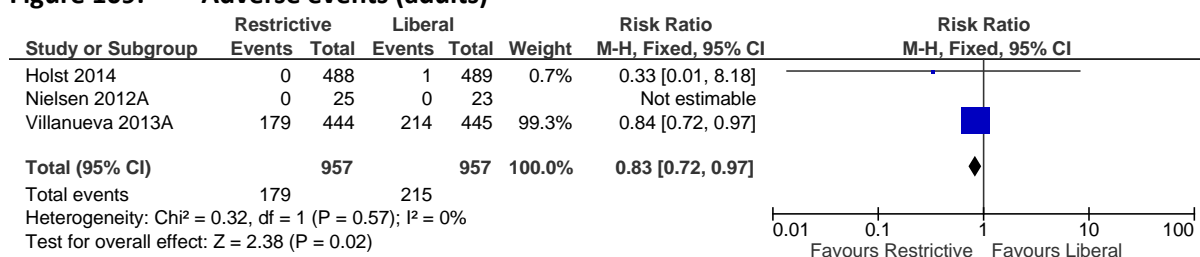 Figure 109: Adverse events (adults)
Restrictive Liberal Risk Ratio Risk Ratio
Study or Subgroup Events Total Events Total Weight M-H, Fixed, 95% CI M-H, Fixed, 95% CI
Holst 2014 0 488 1 489 0.7% 0.33 [0.01, 8.18]
Nielsen 2012A 0 25 0 23 Not estimable
Villanueva 2013A 179 444 214 445 99.3% 0.84 [0.72, 0.97]
Total (95% CI) 957 957 100.0% 0.83 [0.72, 0.97]
Total events 179 215
Heterogeneity: Chi² = 0.32, df = 1 (P = 0.57); I² = 0%
Test for overall effect: Z = 2.38 (P = 0.02)
0.01 0.1 1 10 100
Favours Restrictive Favours Liberal